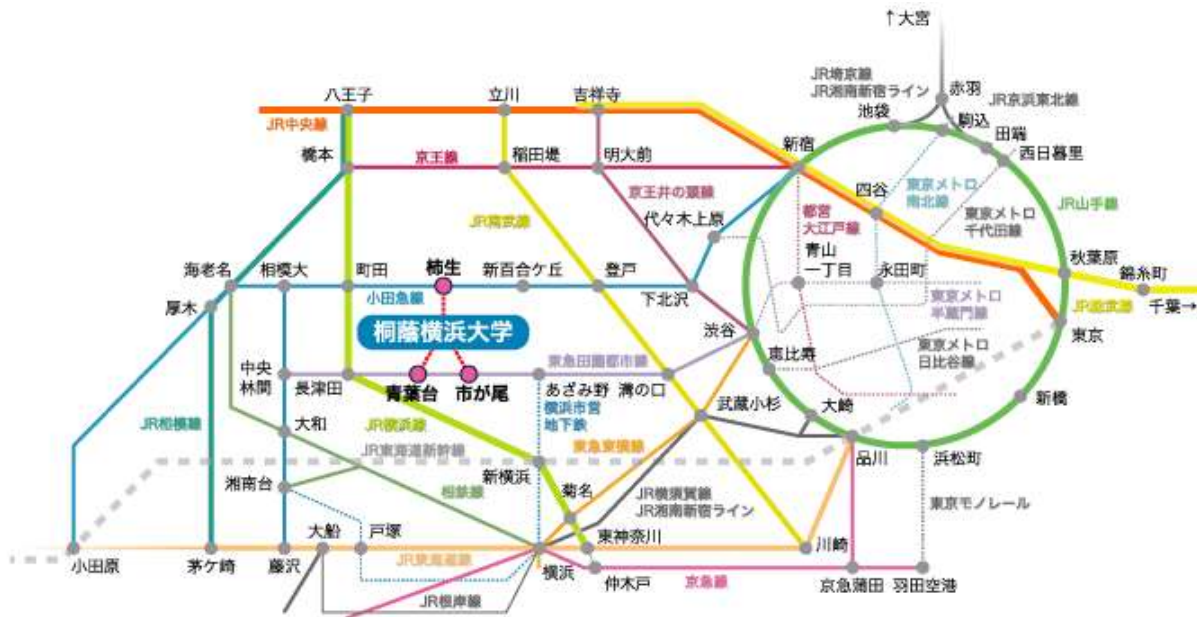 ↑大宮
JR埼京線
JR湘南新宿ライン
赤羽
JR京浜東北線
池袋
駒込
田端
西日暮里
八王子
立川
吉祥寺
JR中央線
新宿
橋本
京王線
稲田堤
明大前
四谷
東京メトロ
南北線
JR山手線
京王井の頭線
代々木上原
都営
大江戸線
東京メトロ
千代田線
JR南武線
青山
一丁目
永田町
秋葉原
錦糸町
海老名
相模大
町田
柿生
新百合ケ丘
登戸
小田急線
下北沢
東京メトロ
半蔵門線
JR総武線
千葉→
厚木
桐蔭横浜大学
渋谷
東京
恵比寿
東京メトロ
日比谷線
東急田園都市線
中央
林間
長津田
青葉台
市が尾
あざみ野
溝の口
横浜市営
地下鉄
新橋
武蔵小杉
大崎
JR相模線
大和
JR横浜線
JR東海道新幹線
東急東横線
品川
浜松町
湘南台
相鉄線
新横浜
菊名
JR横須賀線
JR湘南新宿ライン
東京モノレール
大船
戸塚
東神奈川
川崎
小田原
茅ケ崎
藤沢
JR東海道線
横浜
仲木戸
京急線
京急蒲田
羽田空港
JR根岸線